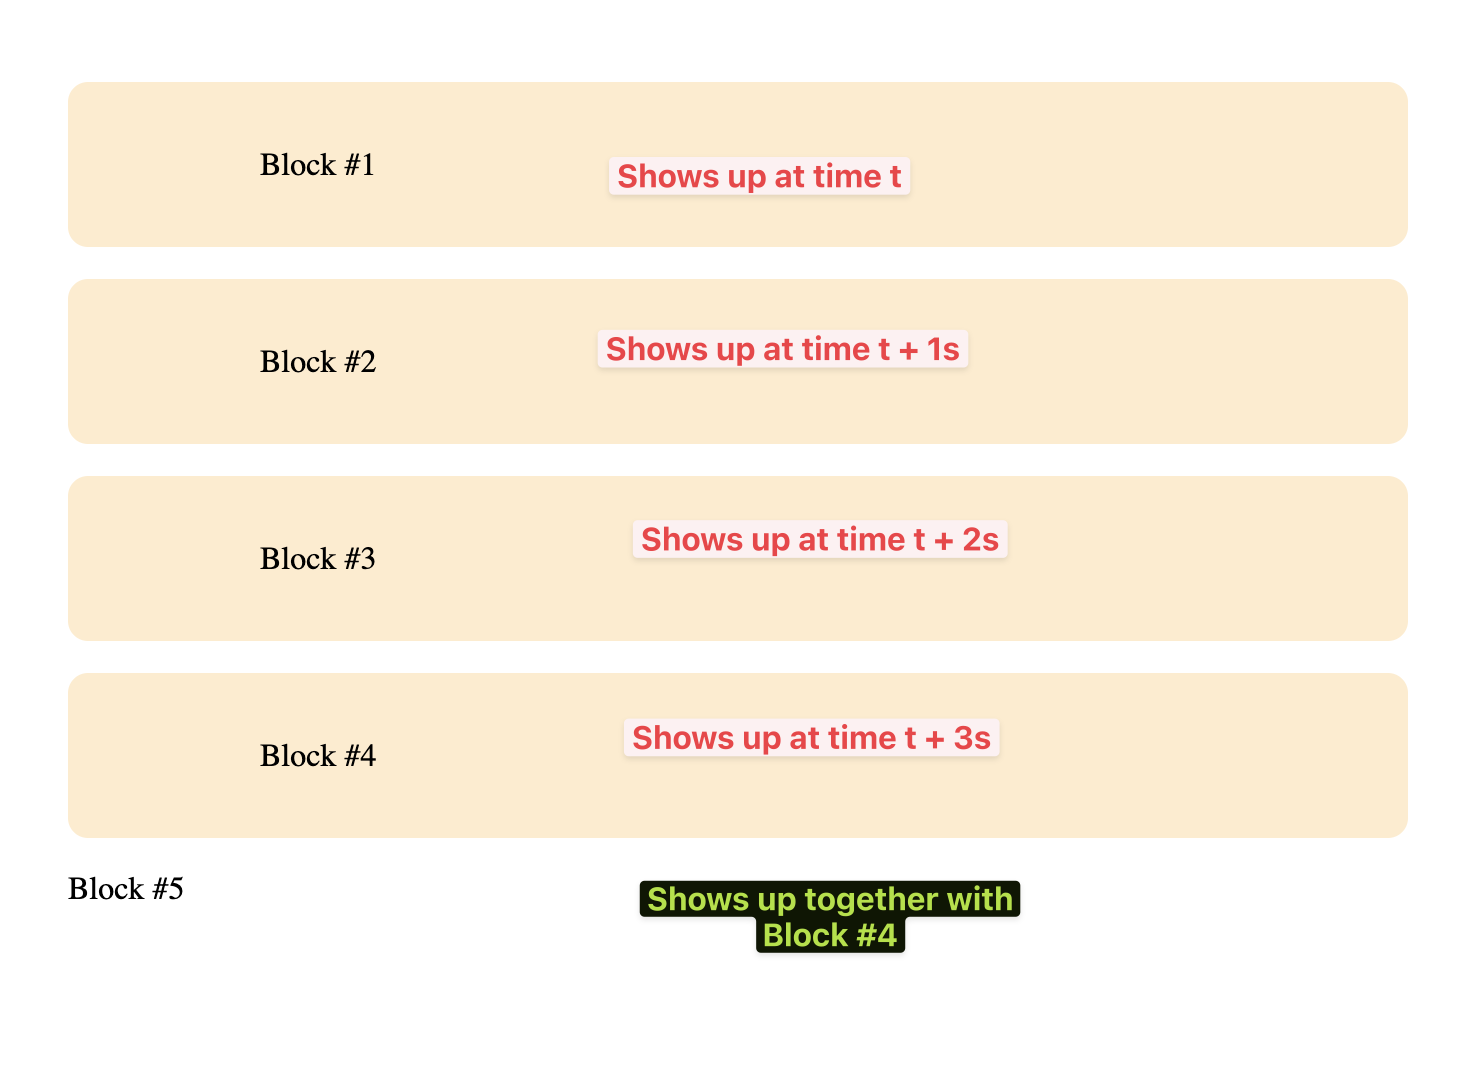 Block #1
Shows up at time t
Block #2
Shows up at time t + 1s
Block #3
Shows up at time t + 2s
Block #4
Shows up at time t + 3s
Block #5
Shows up together with
Block #4